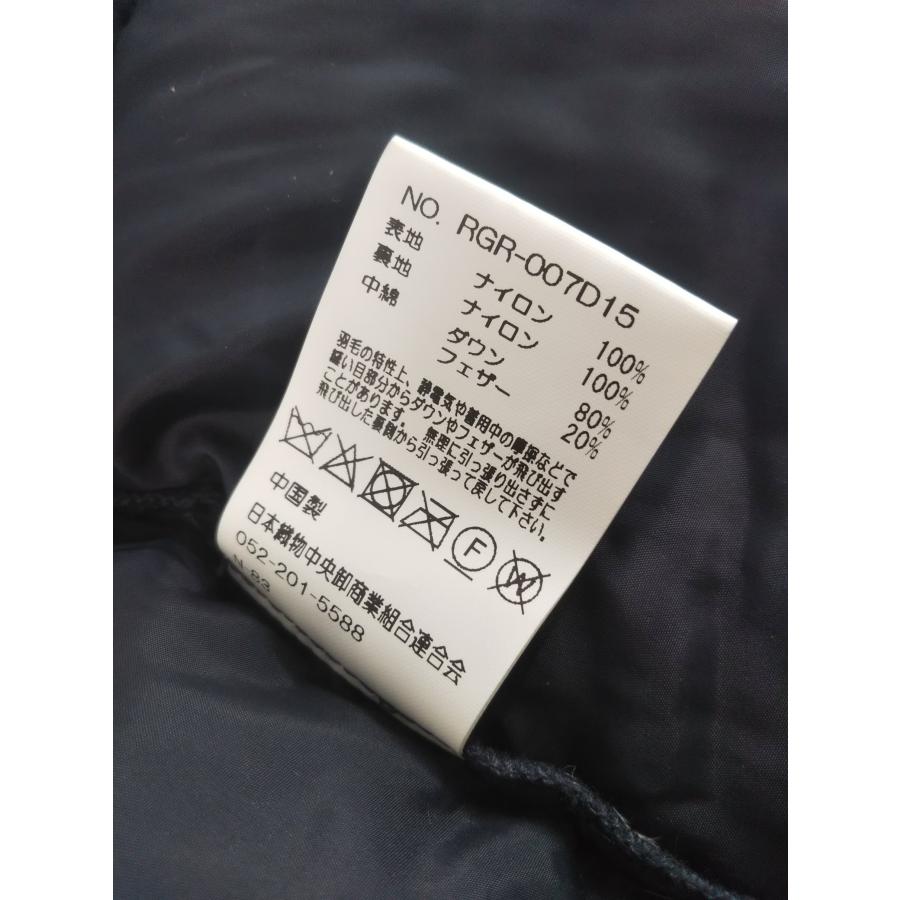 NO. RGR-007D15
表地 ナイロン 100%
裏地 ナイロン 100%
中綿 ダウン 80%
フェザー 20%
羽毛の特性上、静電気や着用中の摩擦などで
縫い目部分からダウンやフェザーが飛び出す
ことがあります。無理に引っ張り出さずに
飛び出した裏側から引っ張って戻して下さい。
F
W
中国製
日本織物中央卸商業組合連合会
052-201-5588
N-83